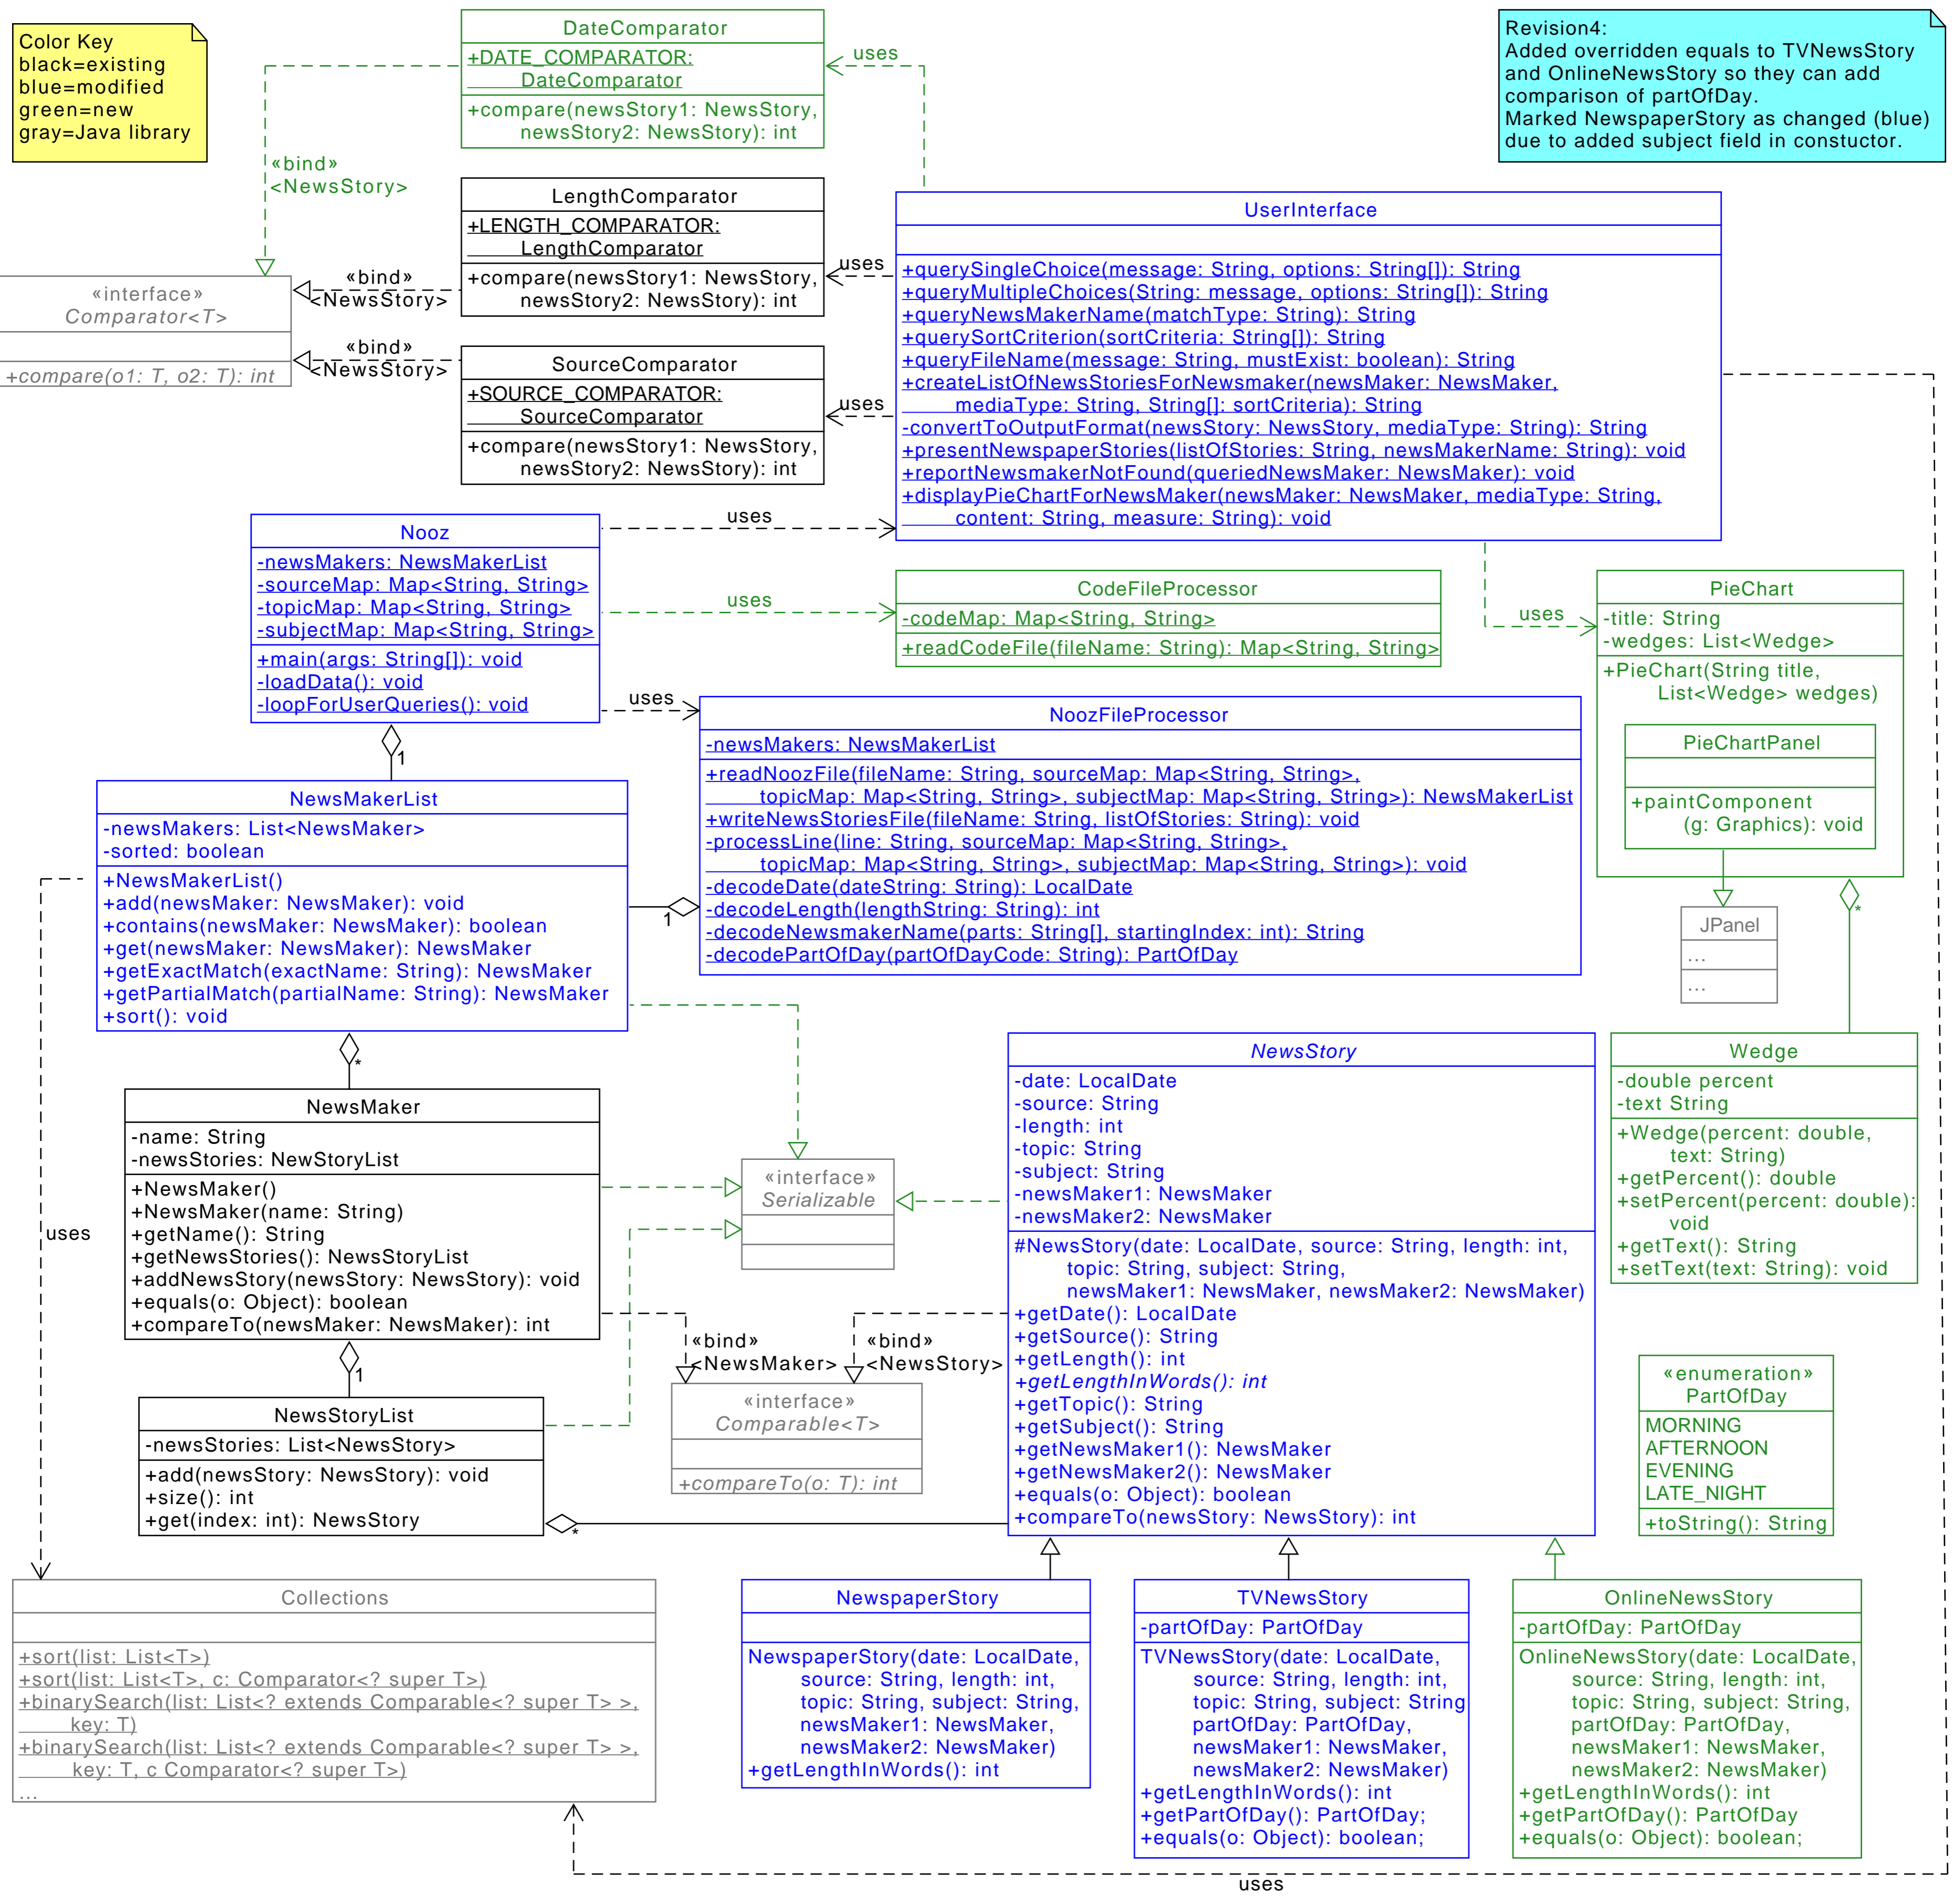 Color Key
black=existing
blue=modified
green=new
gray=Java library
DateComparator
+DATE_COMPARATOR:
DateComparator
+compare(newsStory1: NewsStory,
newsStory2: NewsStory): int
uses
Revision4:
Added overridden equals to TVNewsStory
and OnlineNewsStory so they can add
comparison of partOfDay.
Marked NewspaperStory as changed (blue)
due to added subject field in constuctor.
«bind»
<NewsStory>
LengthComparator
+LENGTH_COMPARATOR:
LengthComparator
+compare(newsStory1: NewsStory,
newsStory2: NewsStory): int
«bind»
<NewsStory>
uses
«interface»
Comparator<T>
+compare(o1: T, o2: T): int
«bind»
<NewsStory>
SourceComparator
+SOURCE_COMPARATOR:
SourceComparator
+compare(newsStory1: NewsStory,
newsStory2: NewsStory): int
uses
UserInterface
+querySingleChoice(message: String, options: String[]): String
+queryMultipleChoices(String: message, options: String[]): String
+queryNewsMakerName(matchType: String): String
+querySortCriterion(sortCriteria: String[]): String
+queryFileName(message: String, mustExist: boolean): String
+createListOfNewsStoriesForNewsmaker(newsMaker: NewsMaker,
mediaType: String, String[]: sortCriteria): String
-convertToOutputFormat(newsStory: NewsStory, mediaType: String): String
+presentNewspaperStories(listOfStories: String, newsMakerName: String): void
+reportNewsmakerNotFound(queriedNewsMaker: NewsMaker): void
+displayPieChartForNewsMaker(newsMaker: NewsMaker, mediaType: String,
content: String, measure: String): void
Nooz
-newsMakers: NewsMakerList
-sourceMap: Map<String, String>
-topicMap: Map<String, String>
-subjectMap: Map<String, String>
+main(args: String[]): void
-loadData(): void
-loopForUserQueries(): void
uses
uses
uses
1
CodeFileProcessor
-codeMap: Map<String, String>
+readCodeFile(fileName: String): Map<String, String>
uses
PieChart
-title: String
-wedges: List<Wedge>
+PieChart(String title,
List<Wedge> wedges)
PieChartPanel
+paintComponent
(g: Graphics): void
*
JPanel
...
...
NoozFileProcessor
-newsMakers: NewsMakerList
+readNoozFile(fileName: String, sourceMap: Map<String, String>,
topicMap: Map<String, String>, subjectMap: Map<String, String>): NewsMakerList
+writeNewsStoriesFile(fileName: String, listOfStories: String): void
-processLine(line: String, sourceMap: Map<String, String>,
topicMap: Map<String, String>, subjectMap: Map<String, String>): void
-decodeDate(dateString: String): LocalDate
-decodeLength(lengthString: String): int
-decodeNewsmakerName(parts: String[], startingIndex: int): String
-decodePartOfDay(partOfDayCode: String): PartOfDay
1
NewsMakerList
-newsMakers: List<NewsMaker>
-sorted: boolean
+NewsMakerList()
+add(newsMaker: NewsMaker): void
+contains(newsMaker: NewsMaker): boolean
+get(newsMaker: NewsMaker): NewsMaker
+getExactMatch(exactName: String): NewsMaker
+getPartialMatch(partialName: String): NewsMaker
+sort(): void
*
NewsMaker
-name: String
-newsStories: NewStoryList
+NewsMaker()
+NewsMaker(name: String)
+getName(): String
+getNewsStories(): NewsStoryList
+addNewsStory(newsStory: NewsStory): void
+equals(o: Object): boolean
+compareTo(newsMaker: NewsMaker): int
uses
1
«interface»
Serializable
«bind»
<NewsMaker>
«bind»
<NewsStory>
«interface»
Comparable<T>
+compareTo(o: T): int
NewsStoryList
-newsStories: List<NewsStory>
+add(newsStory: NewsStory): void
+size(): int
+get(index: int): NewsStory
*
NewsStory
-date: LocalDate
-source: String
-length: int
-topic: String
-subject: String
-newsMaker1: NewsMaker
-newsMaker2: NewsMaker
#NewsStory(date: LocalDate, source: String, length: int,
topic: String, subject: String,
newsMaker1: NewsMaker, newsMaker2: NewsMaker)
+getDate(): LocalDate
+getSource(): String
+getLength(): int
+getLengthInWords(): int
+getTopic(): String
+getSubject(): String
+getNewsMaker1(): NewsMaker
+getNewsMaker2(): NewsMaker
+equals(o: Object): boolean
+compareTo(newsStory: NewsStory): int
Wedge
-double percent
-text String
+Wedge(percent: double,
text: String)
+getPercent(): double
+setPercent(percent: double):
void
+getText(): String
+setText(text: String): void
«enumeration»
PartOfDay
MORNING
AFTERNOON
EVENING
LATE_NIGHT
+toString(): String
Collections
+sort(list: List<T>)
+sort(list: List<T>, c: Comparator<? super T>)
+binarySearch(list: List<? extends Comparable<? super T> >,
key: T)
+binarySearch(list: List<? extends Comparable<? super T> >,
key: T, c Comparator<? super T>)
...
NewspaperStory
NewspaperStory(date: LocalDate,
source: String, length: int,
topic: String, subject: String,
newsMaker1: NewsMaker,
newsMaker2: NewsMaker)
+getLengthInWords(): int
TVNewsStory
-partOfDay: PartOfDay
TVNewsStory(date: LocalDate,
source: String, length: int,
topic: String, subject: String
partOfDay: PartOfDay,
newsMaker1: NewsMaker,
newsMaker2: NewsMaker)
+getLengthInWords(): int
+getPartOfDay(): PartOfDay;
+equals(o: Object): boolean;
OnlineNewsStory
-partOfDay: PartOfDay
OnlineNewsStory(date: LocalDate,
source: String, length: int,
topic: String, subject: String,
partOfDay: PartOfDay,
newsMaker1: NewsMaker,
newsMaker2: NewsMaker)
+getLengthInWords(): int
+getPartOfDay(): PartOfDay
+equals(o: Object): boolean;
uses